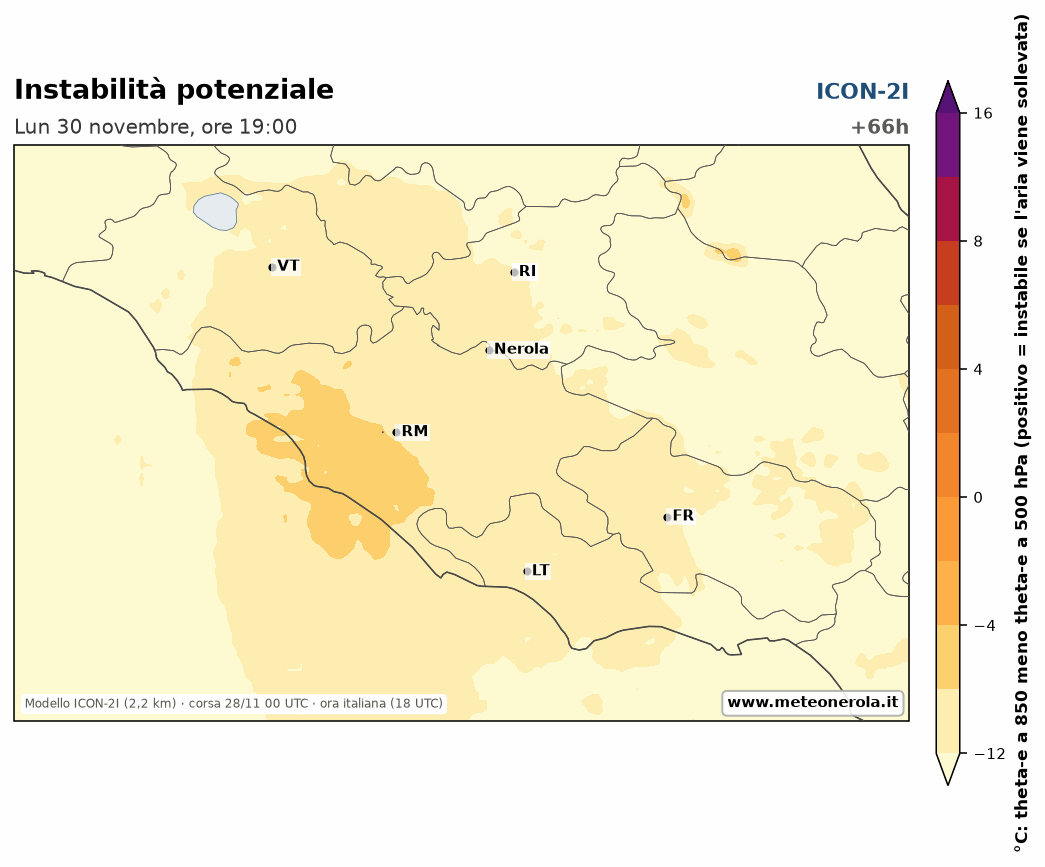 Instabilità potenziale
ICON-2I
Lun 30 novembre, ore 19:00
+66h
VT
RI
Nerola
RM
FR
LT
Modello ICON-2I (2,2 km) · corsa 28/11 00 UTC · ora italiana (18 UTC)
www.meteonerola.it
16
8
4
0
−4
−12
°C: theta-e a 850 meno theta-e a 500 hPa (positivo = instabile se l'aria viene sollevata)